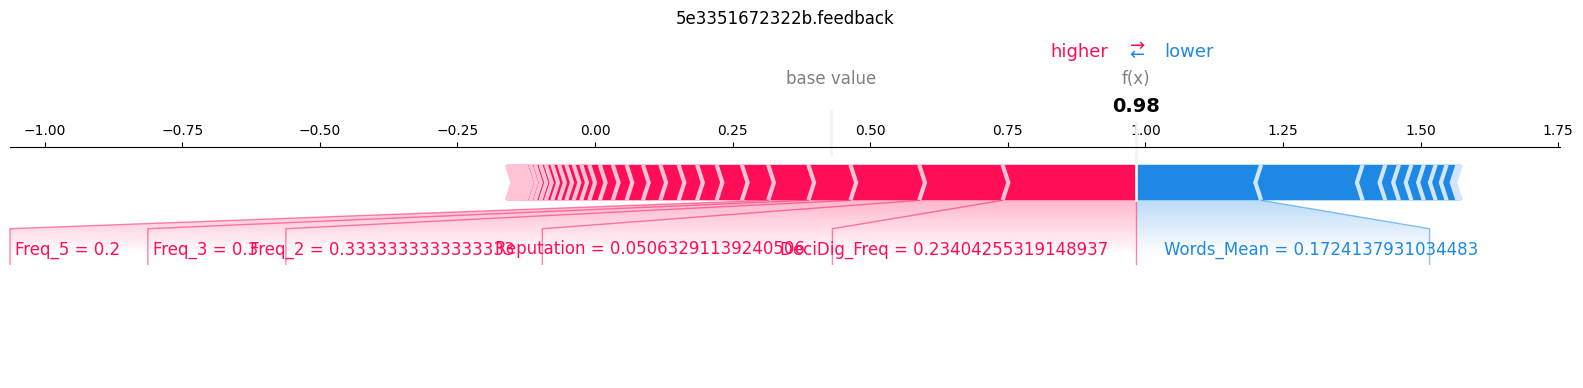 5e3351672322b.feedback
higher → ← lower
base value f(x)
0.98
−1.00 −0.75 −0.50 −0.25 0.00 0.25 0.50 0.75 1.00 1.25 1.50 1.75
Freq_5 = 0.2 Freq_3 = 0.3 Freq_2 = 0.3333333333333333 Reputation = 0.05063291139240506 DeciDig_Freq = 0.23404255319148937 Words_Mean = 0.1724137931034483